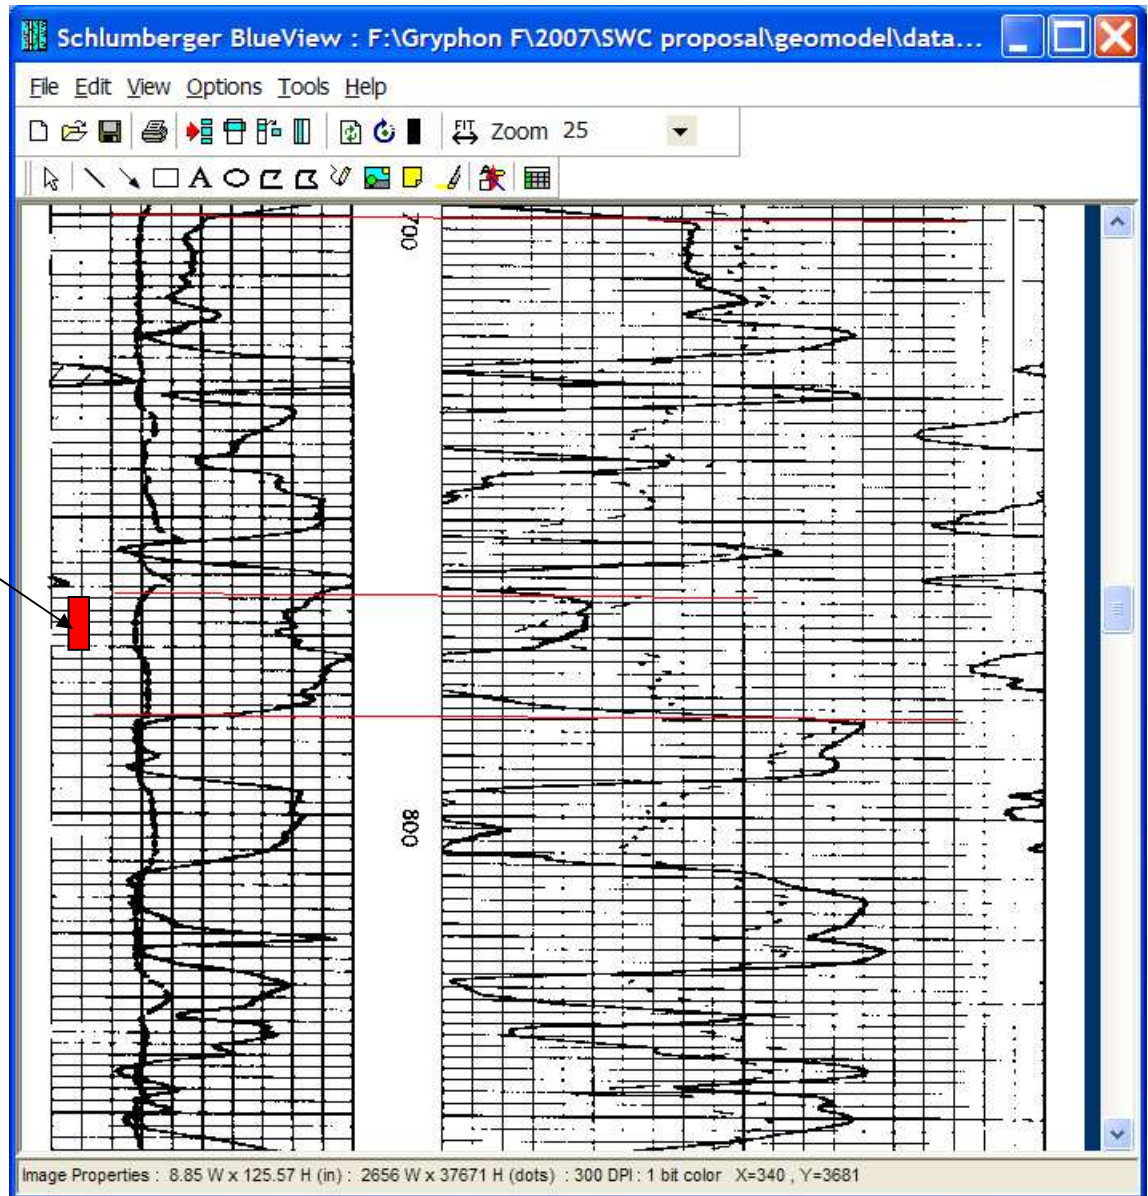 Schlumberger BlueView : F:\Gryphon F\2007\SWC proposal\geomodel\data...
File Edit View Options Tools Help
FIT Zoom 25
A
700
800
Image Properties : 8.85 W x 125.57 H (in) : 2656 W x 37671 H (dots) : 300 DPI : 1 bit color X=340 , Y=3681